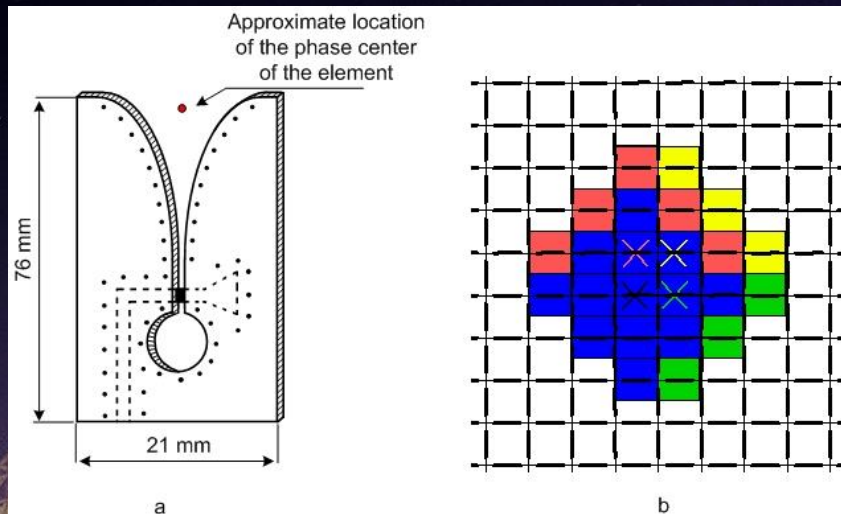 Approximate location
of the phase center
of the element
76 mm
21 mm
a
b